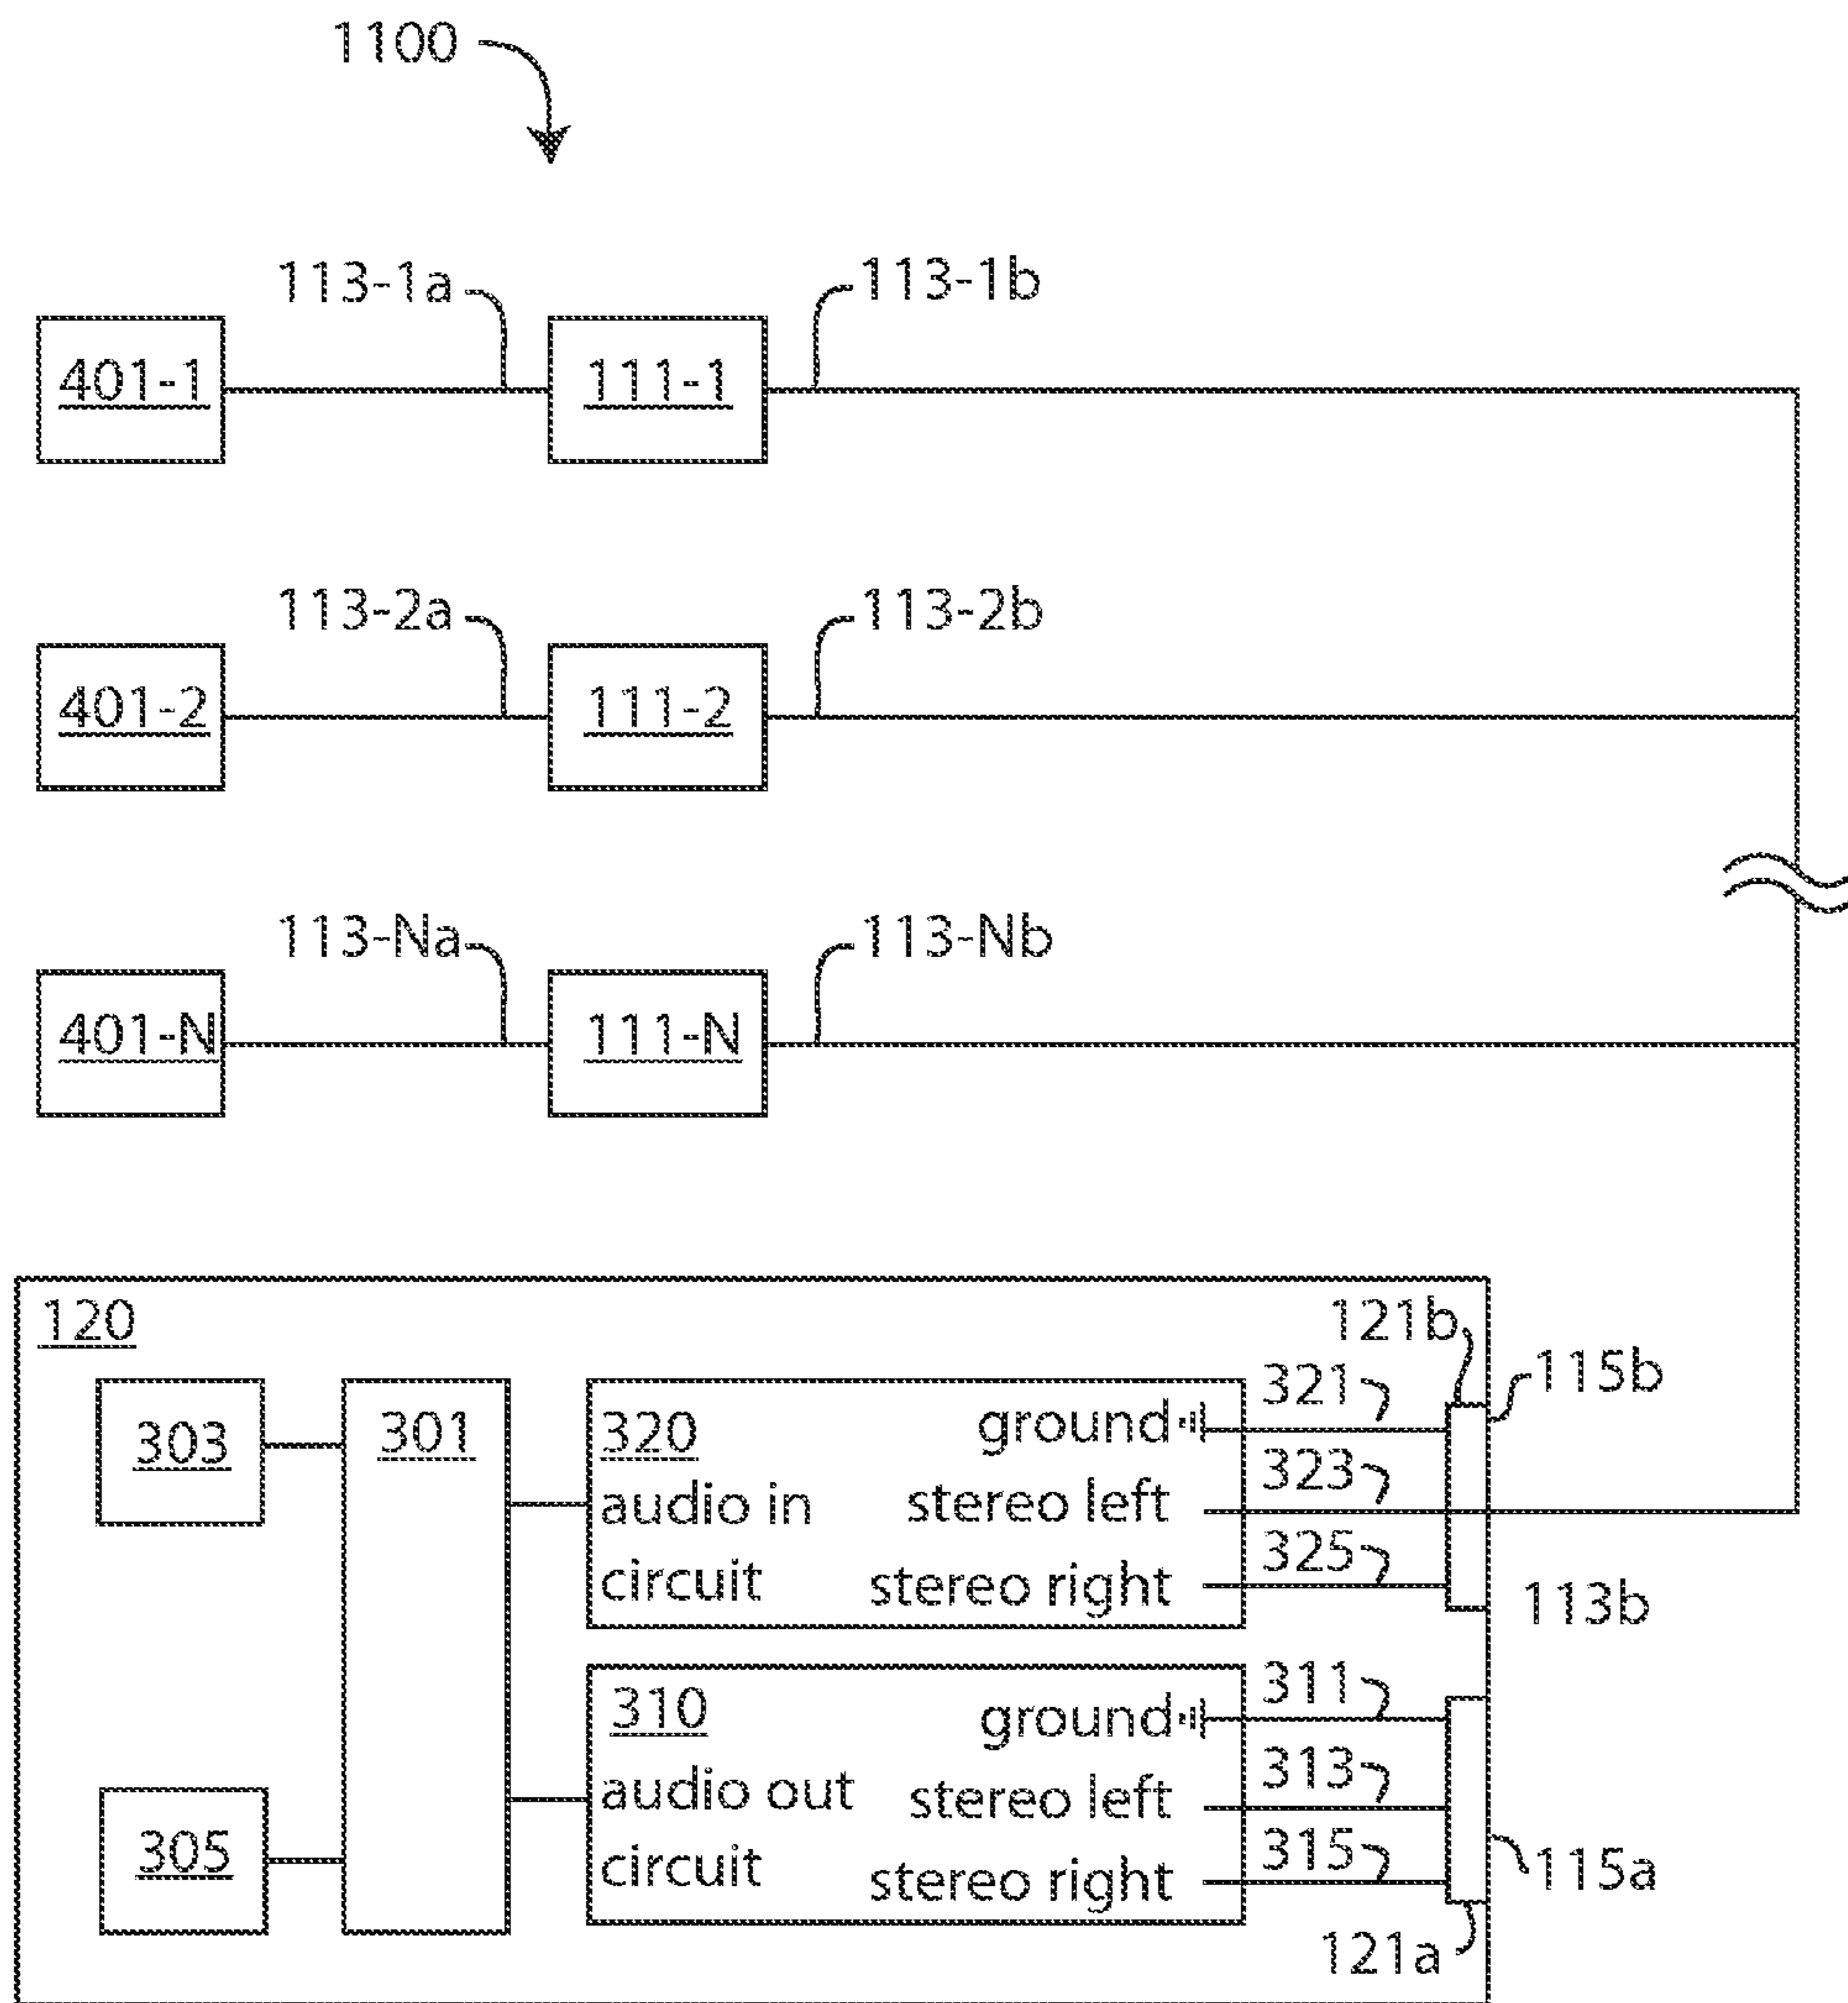 1100
113-1a
113-1b
401-1
111-1
113-2a
113-2b
401-2
111-2
113-Na
113-Nb
401-N
111-N
120
121b
115b
303
301
320
ground
321
audio in
stereo left
323
circuit
stereo right
325
113b
310
ground
311
audio out
stereo left
313
305
circuit
stereo right
315
115a
121a